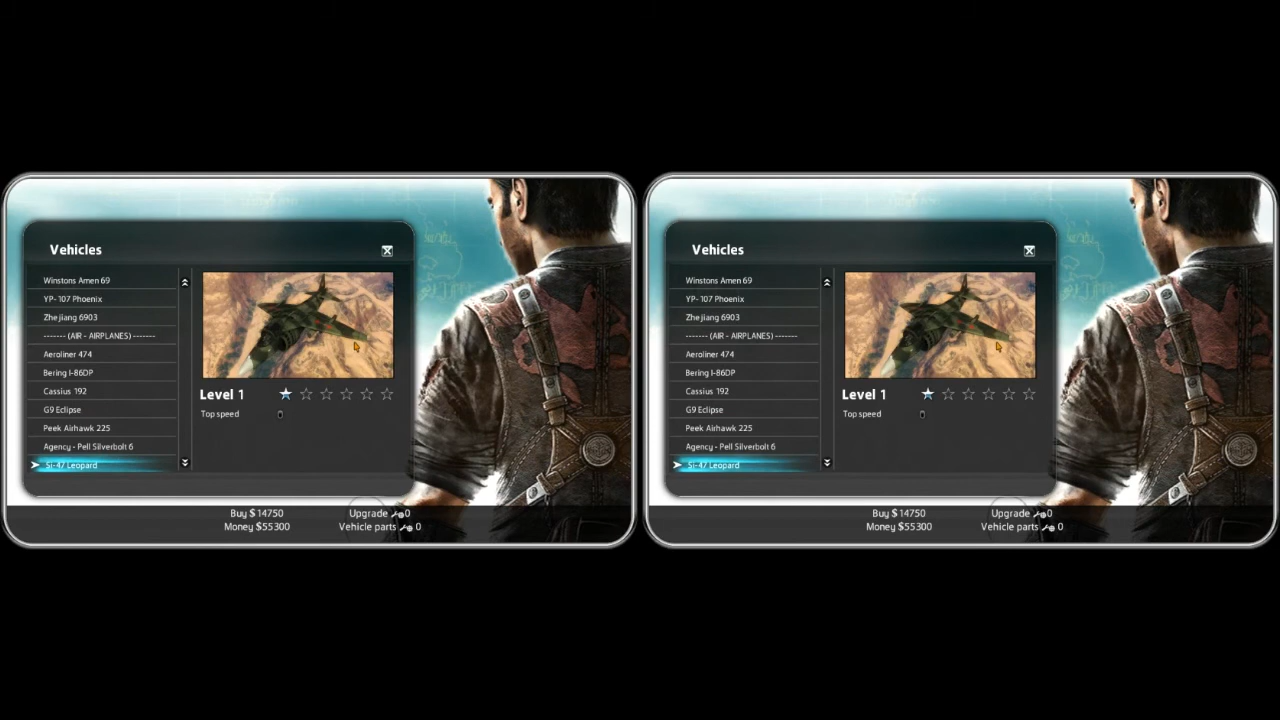 Vehicles
Winstons Amen 69
YP-107 Phoenix
Zhejiang 6903
------- (AIR - AIRPLANES) -------
Aeroliner 474
Bering I-86DP
Cassius 192
G9 Eclipse
Peek Airhawk 225
Agency - Pell Silverbolt 6
Si-47 Leopard
Level 1
Top speed
Buy $ 14750
Upgrade 0
Money $55300
Vehicle parts 0
Vehicles
Winstons Amen 69
YP-107 Phoenix
Zhejiang 6903
------- (AIR - AIRPLANES) -------
Aeroliner 474
Bering I-86DP
Cassius 192
G9 Eclipse
Peek Airhawk 225
Agency - Pell Silverbolt 6
Si-47 Leopard
Level 1
Top speed
Buy $ 14750
Upgrade 0
Money $55300
Vehicle parts 0